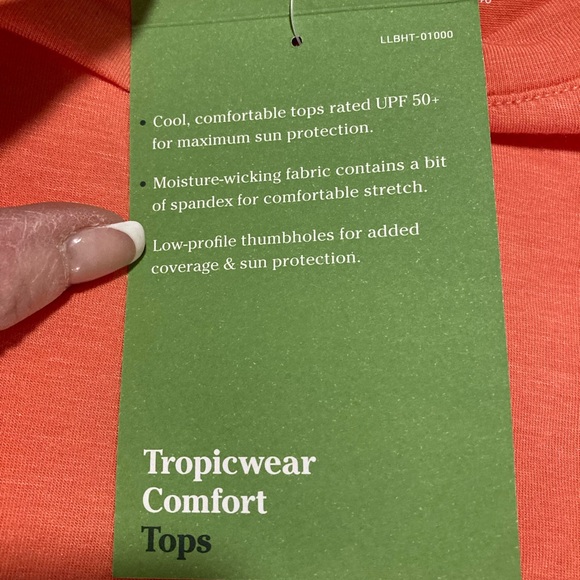 LLBHT-01000
• Cool, comfortable tops rated UPF 50+
for maximum sun protection.
• Moisture-wicking fabric contains a bit
of spandex for comfortable stretch.
Low-profile thumbholes for added
coverage & sun protection.
Tropicwear
Comfort
Tops